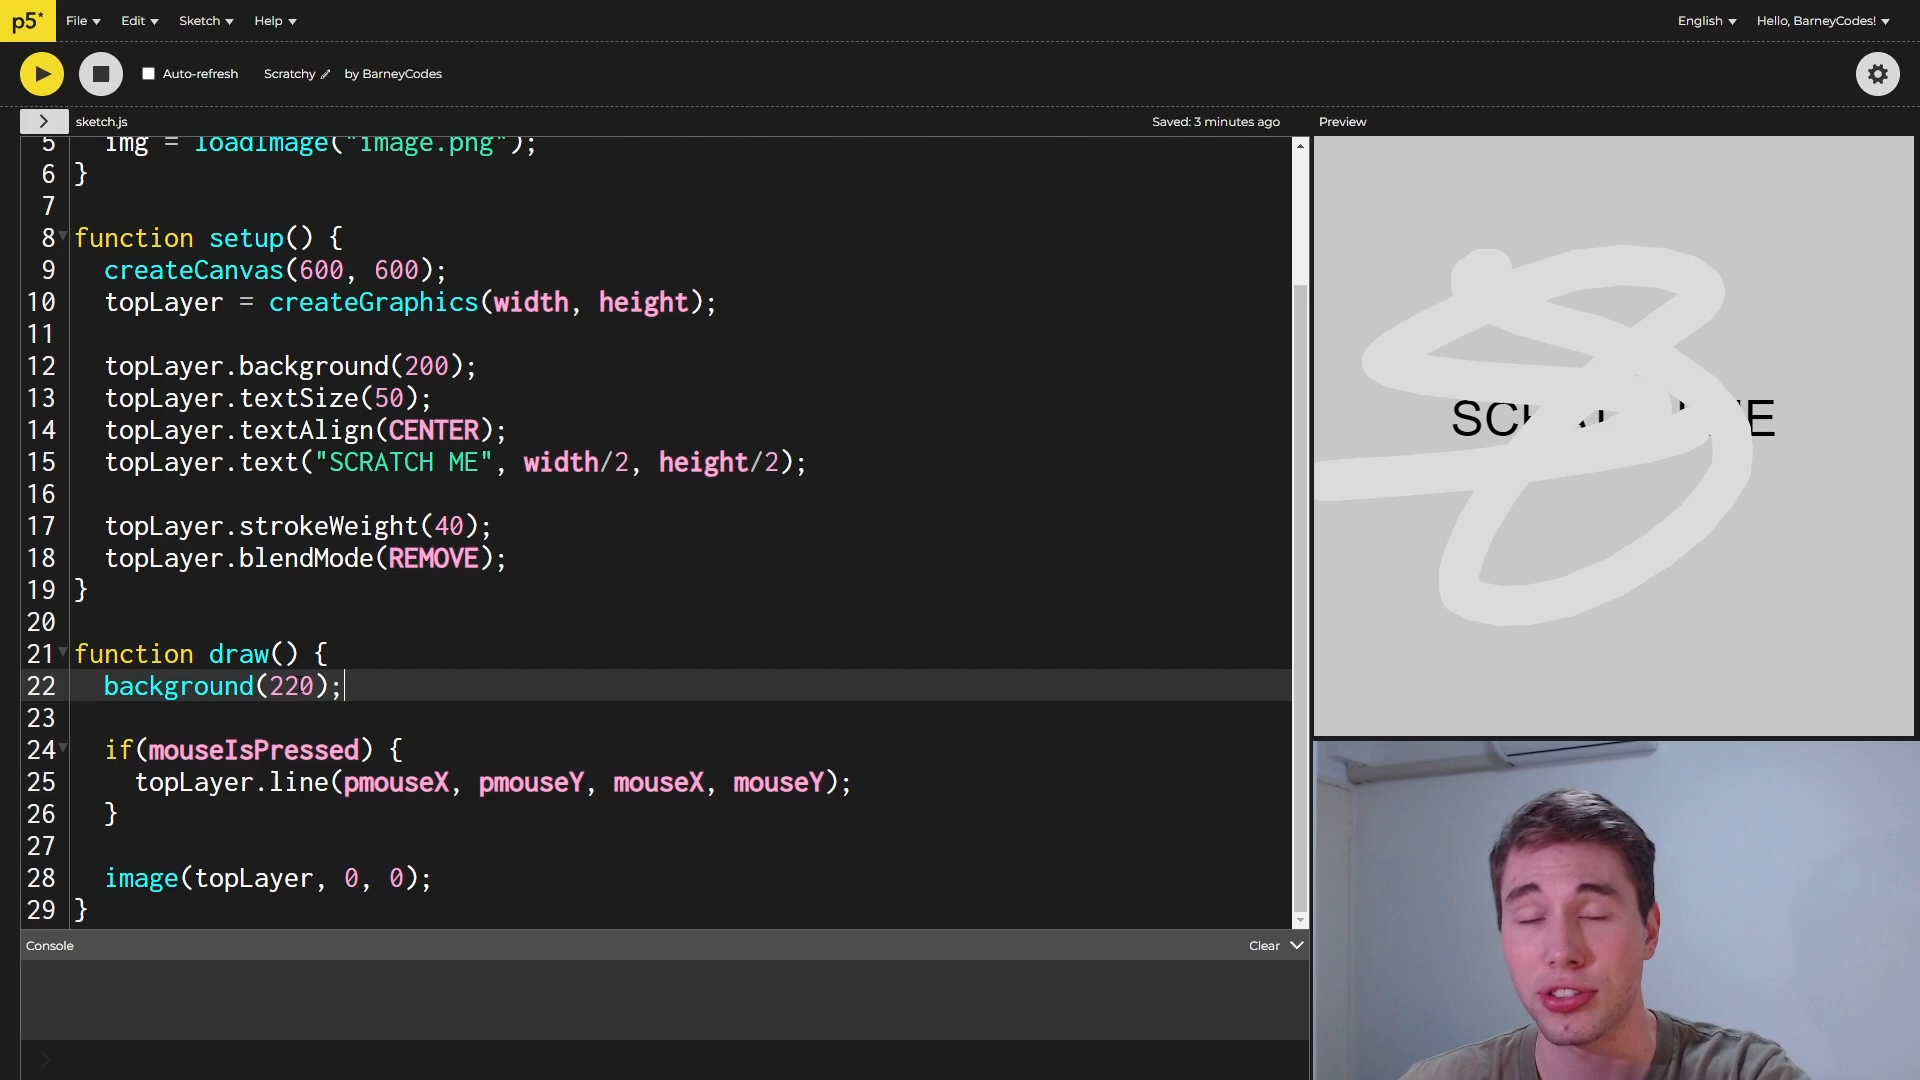 p5* File Edit Sketch Help English Hello, BarneyCodes!
Auto-refresh Scratchy by BarneyCodes
> sketch.js Saved: 3 minutes ago Preview
5 img = loadImage("image.png");
6 }
7
8 function setup() {
9 createCanvas(600, 600);
10 topLayer = createGraphics(width, height);
11
12 topLayer.background(200);
13 topLayer.textSize(50);
14 topLayer.textAlign(CENTER);
15 topLayer.text("SCRATCH ME", width/2, height/2);
16
17 topLayer.strokeWeight(40);
18 topLayer.blendMode(REMOVE);
19 }
20
21 function draw() {
22 background(220);
23
24 if(mouseIsPressed) {
25 topLayer.line(pmouseX, pmouseY, mouseX, mouseY);
26 }
27
28 image(topLayer, 0, 0);
29 }
Console Clear
>